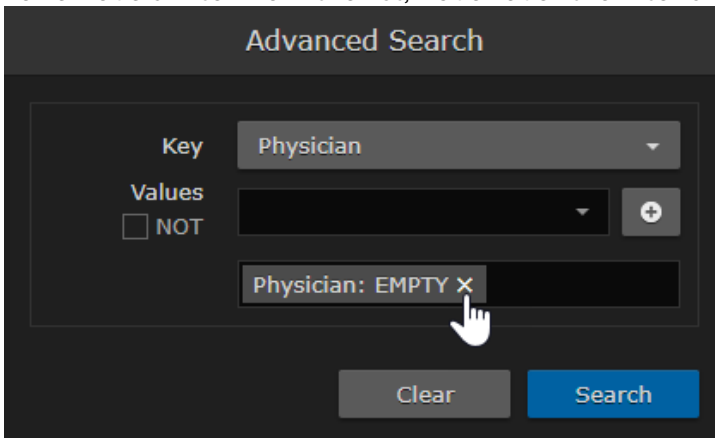 Advanced Search
Key
Physician
Values
NOT
Physician: EMPTY ×
Clear
Search